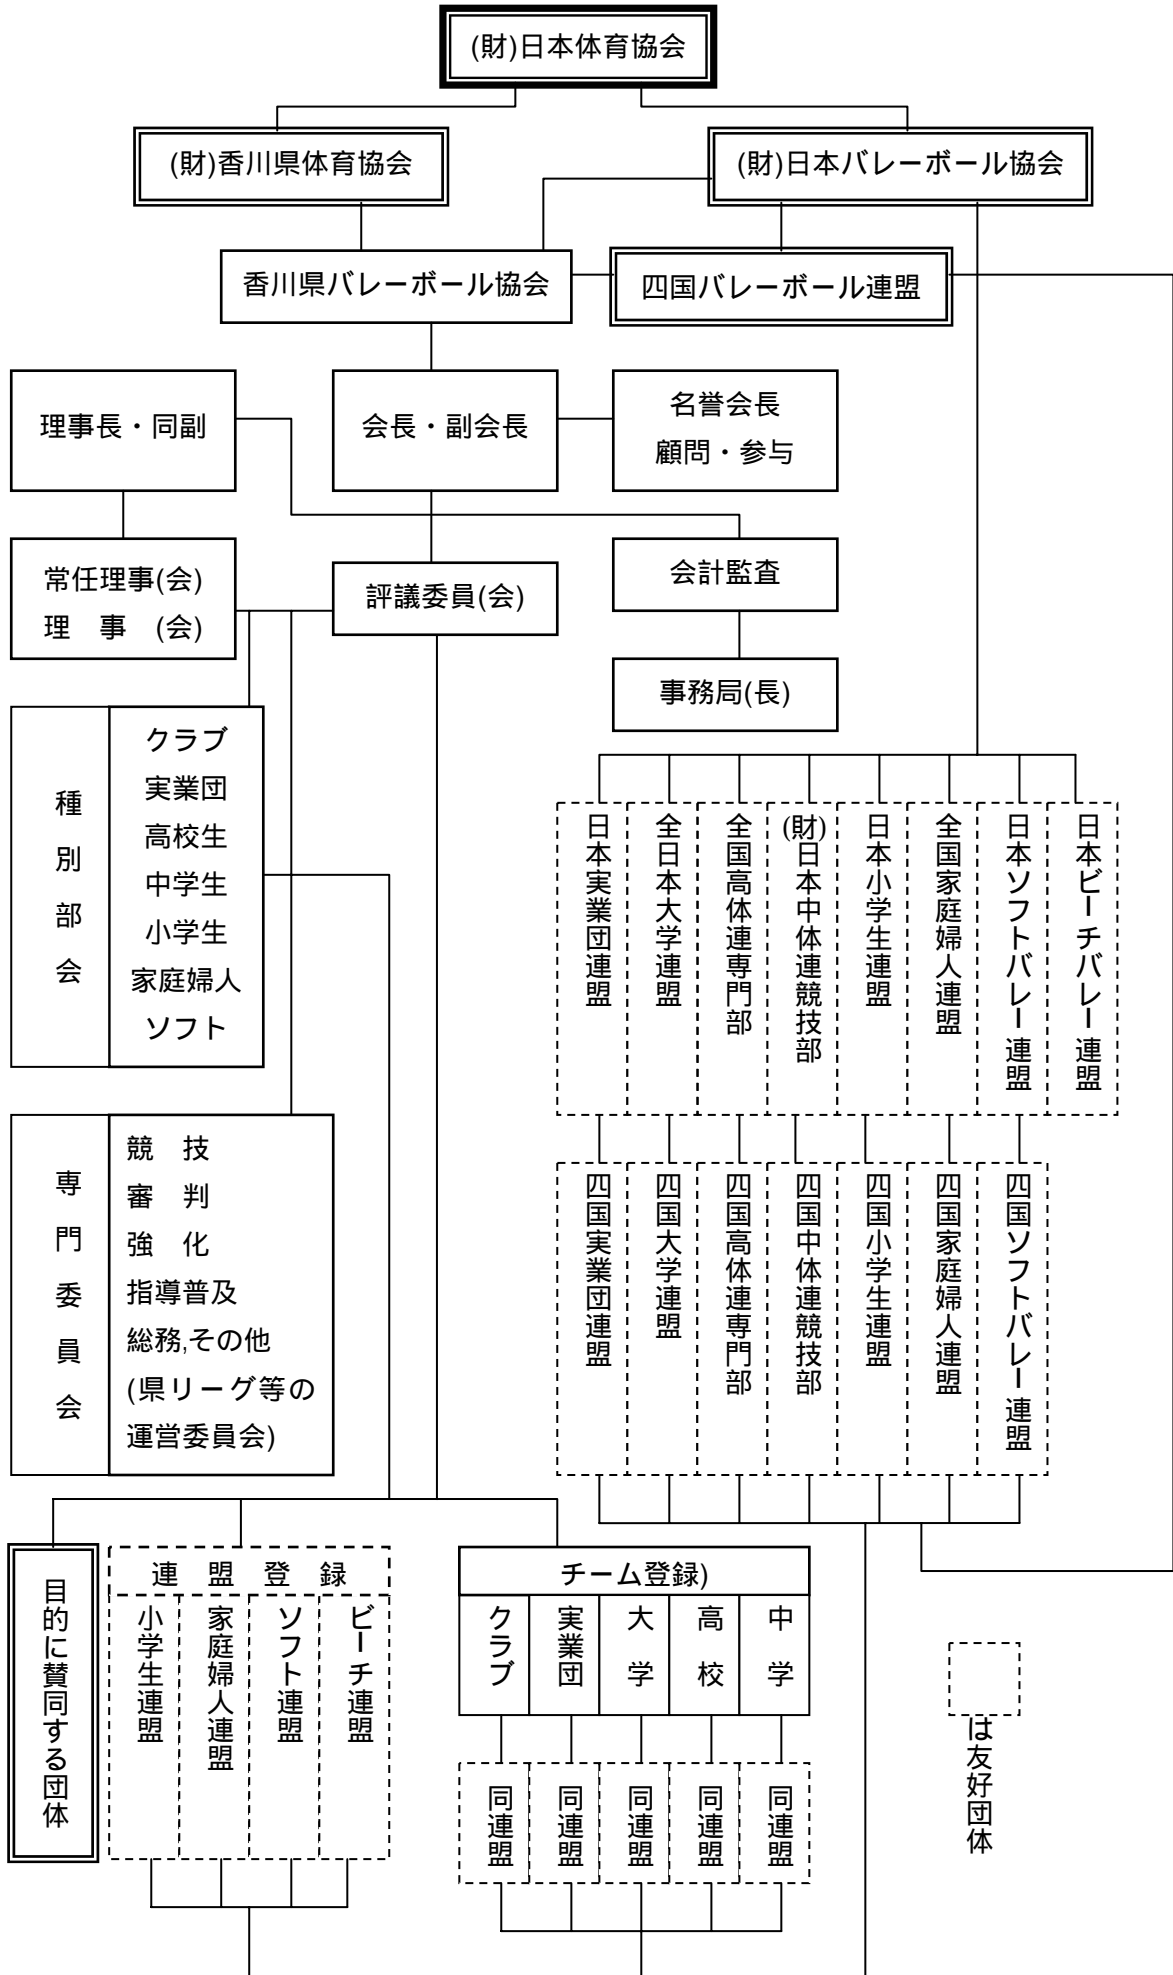 (財)日本体育協会
(財)香川県体育協会
(財)日本バレーボール協会
香川県バレーボール協会
四国バレーボール連盟
理事長・同副
会長・副会長
名誉会長
顧問・参与
常任理事(会)
理　事　(会)
評議委員(会)
会計監査
事務局(長)
種別部会
クラブ
実業団
高校生
中学生
小学生
家庭婦人
ソフト
日本実業団連盟
全日本大学連盟
全国高体連専門部
(財)日本中体連競技部
日本小学生連盟
全国家庭婦人連盟
日本ソフトバレー連盟
日本ビーチバレー連盟
専門委員会
競　技
審　判
強　化
指導普及
総務,その他
(県リーグ等の
運営委員会)
四国実業団連盟
四国大学連盟
四国高体連専門部
四国中体連競技部
四国小学生連盟
四国家庭婦人連盟
四国ソフトバレー連盟
目的に賛同する団体
連　盟　登　録
小学生連盟
家庭婦人連盟
ソフト連盟
ビーチ連盟
チーム登録)
クラブ
実業団
大学
高校
中学
同連盟
同連盟
同連盟
同連盟
同連盟
は友好団体